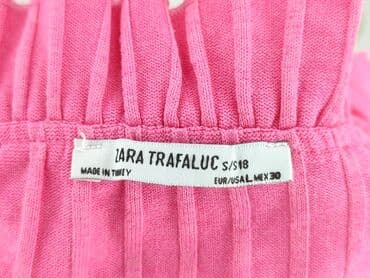 ZARA TRAFALUC S/S18
MADE IN TURKEY EUR/USA L. MEX 30